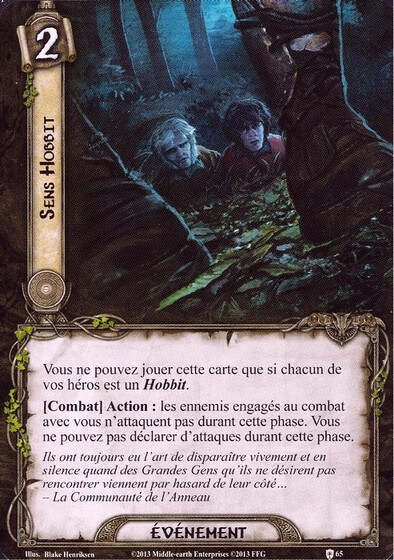 2
Sens Hobbit
Vous ne pouvez jouer cette carte que si chacun de
vos héros est un Hobbit.
[Combat] Action : les ennemis engagés au combat
avec vous n'attaquent pas durant cette phase. Vous
ne pouvez pas déclarer d'attaques durant cette phase.
Ils ont toujours eu l'art de disparaître vivement et en
silence quand des Grandes Gens qu'ils ne désirent pas
rencontrer viennent par hasard de leur côté…
– La Communauté de l'Anneau
ÉVÉNEMENT
Illus. Blake Henriksen ©2013 Middle-earth Enterprises ©2013 FFG 65